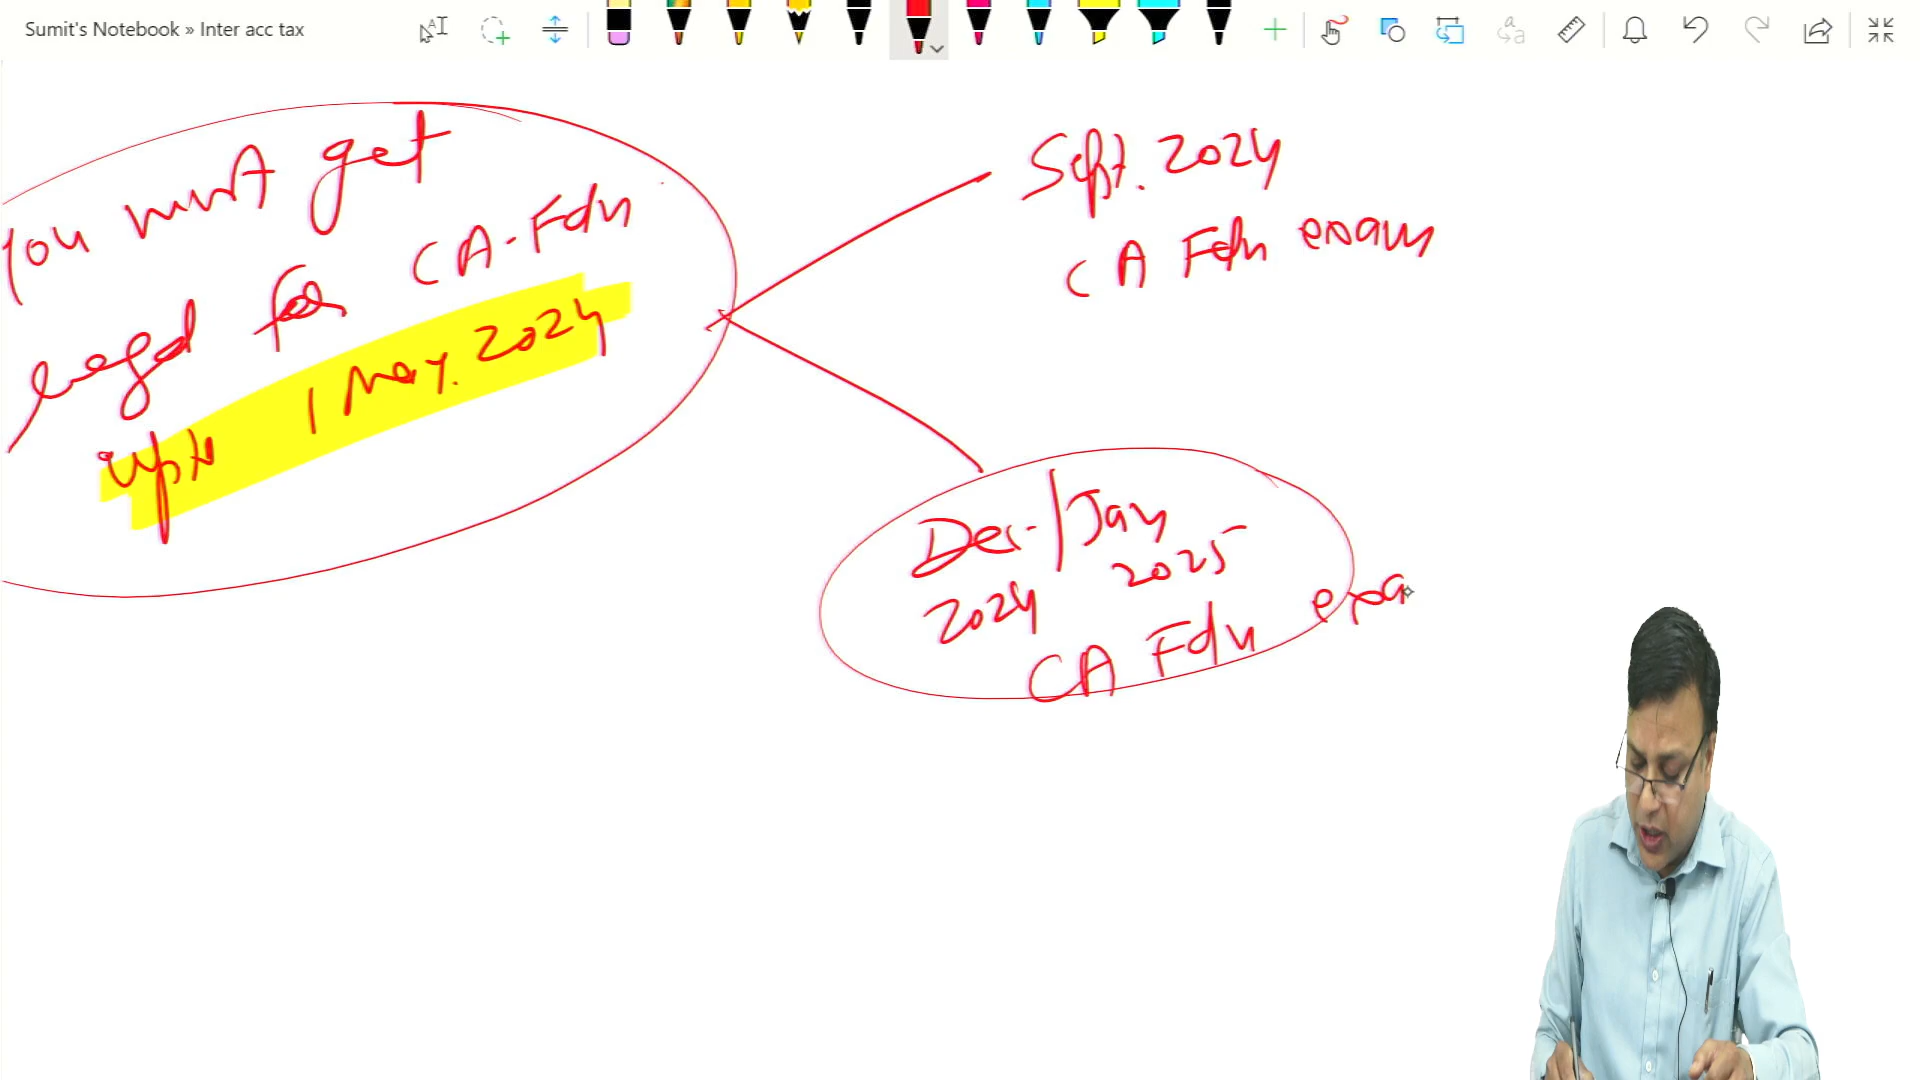 Sumit's Notebook » Inter acc tax
You must get
regd for CA-Fdn
upto 1 May. 2024
Sept. 2024
CA Fdn exam
Dec./Jan
2024 2025
CA Fdn exa